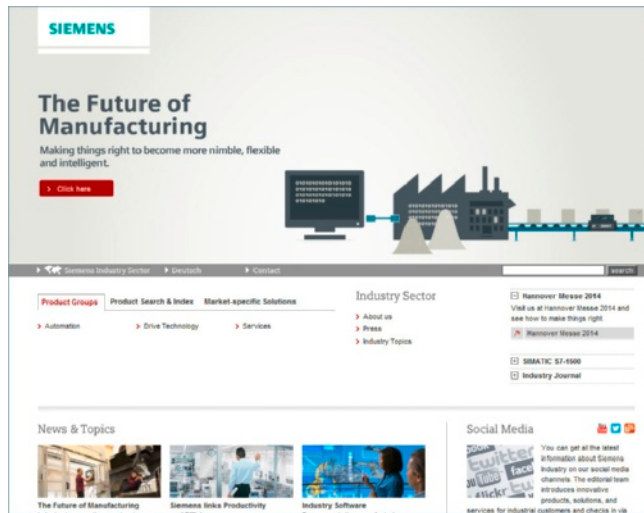 SIEMENS
The Future of
Manufacturing
Making things right to become more nimble, flexible
and intelligent.
Click here
Siemens Industry Sector
Deutsch
Contact
search
Product Groups
Product Search & Index
Market-specific Solutions
Automation
Drive Technology
Services
Industry Sector
About us
Press
Industry Topics
Hannover Messe 2014
Visit us at Hannover Messe 2014 and
see how to make things right.
Hannover Messe 2014
SIMATIC S7-1500
Industry Journal
News & Topics
The Future of Manufacturing
Siemens links Productivity
Industry Software
Social Media
twitter
You Tube
face
flickr
You can get all the latest
information about Siemens
Industry on our social media
channels. The editorial team
introduces innovative
products, solutions, and
services for industrial customers and checks in via